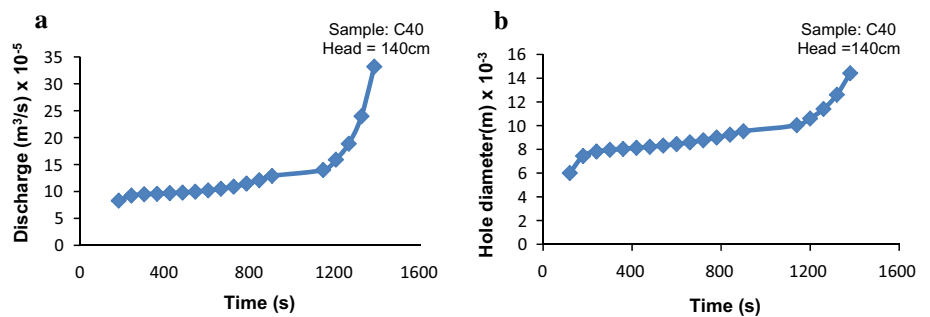 a
Sample: C40
Head = 140cm
Discharge (m³/s) x 10⁻⁵
35
30
25
20
15
10
5
0
0 400 800 1200 1600
Time (s)
b
Sample: C40
Head =140cm
Hole diameter(m) x 10⁻³
16
14
12
10
8
6
4
2
0
0 400 800 1200 1600
Time (s)